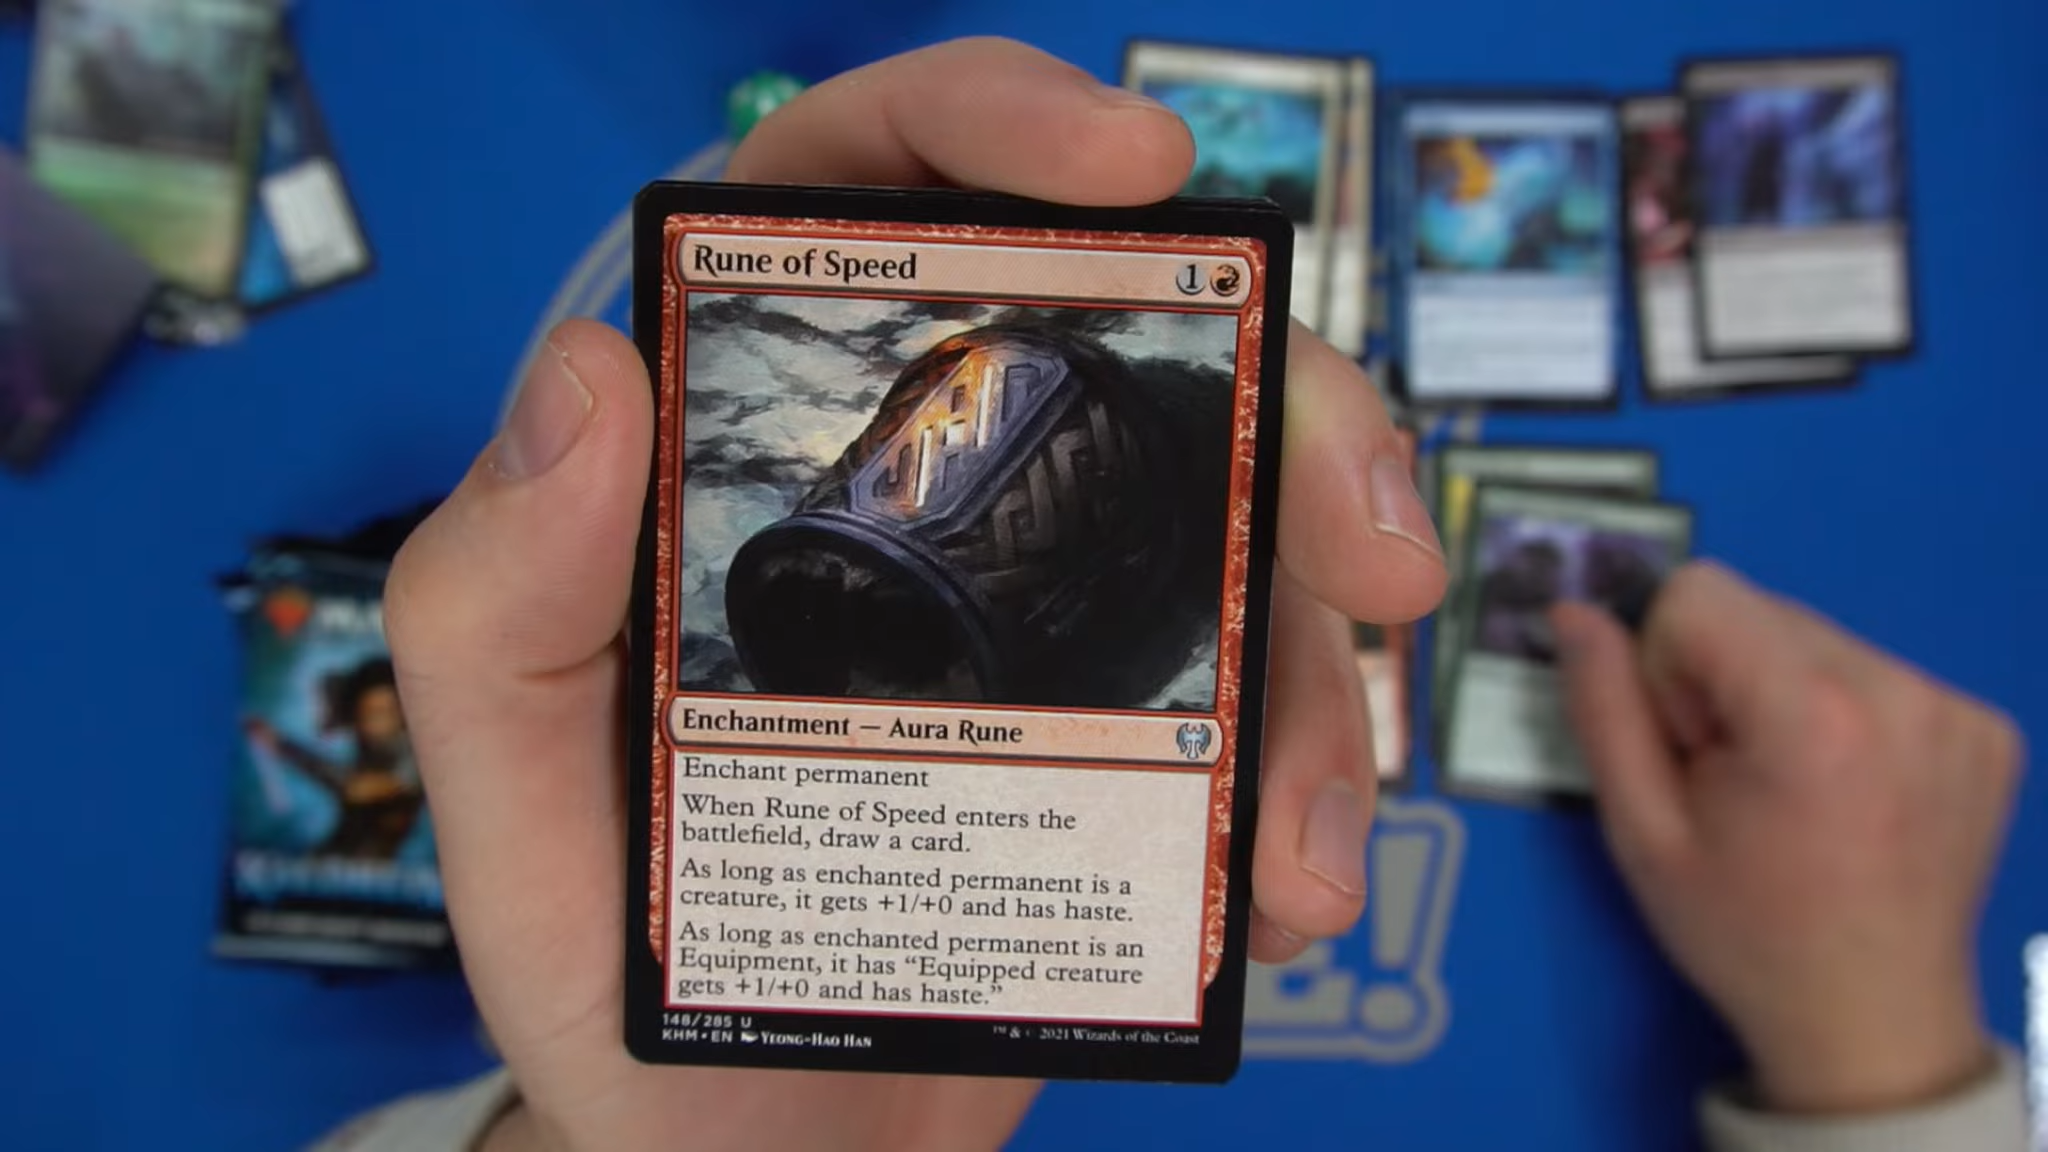 Rune of Speed
1
Enchantment — Aura Rune
Enchant permanent
When Rune of Speed enters the
battlefield, draw a card.
As long as enchanted permanent is a
creature, it gets +1/+0 and has haste.
As long as enchanted permanent is an
Equipment, it has “Equipped creature
gets +1/+0 and has haste.”
148/285 U
KHM • EN Yeong-Hao Han
™ & © 2021 Wizards of the Coast
!